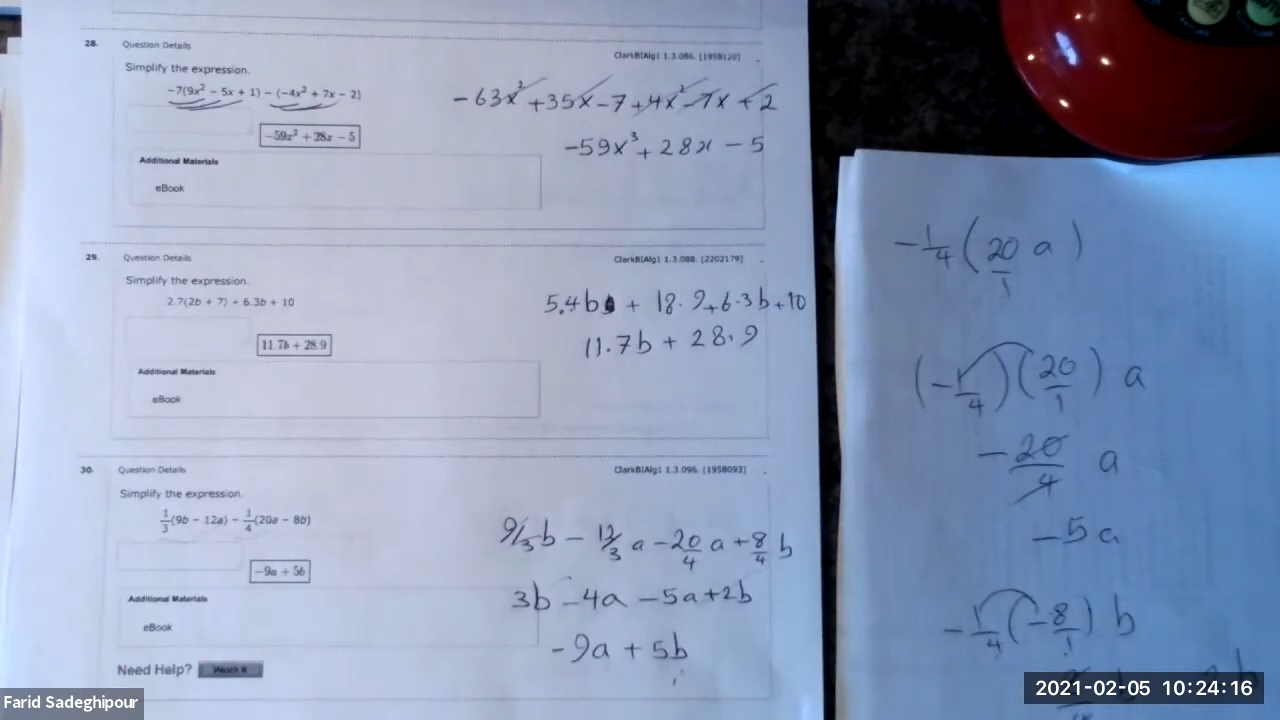 28. Question Details
ClarkBIAlg1 1.3.086. [1958120]
Simplify the expression.
-7(9x² - 5x + 1) - (-4x² + 7x - 2)
-63x² + 35x - 7 + 4x² - 7x + 2
-59x² + 28x - 5
-59x³ + 28x - 5
Additional Materials
eBook
29. Question Details
ClarkBIAlg1 1.3.088. [2202179]
Simplify the expression.
2.7(2b + 7) + 6.3b + 10
5.4b + 18.9 + 6.3b + 10
11.7b + 28.9
11.7b + 28.9
Additional Materials
eBook
30. Question Details
ClarkBIAlg1 1.3.096. [1958093]
Simplify the expression.
1/3(9b - 12a) - 1/4(20a - 8b)
9/3 b - 12/3 a - 20/4 a + 8/4 b
-9a + 5b
3b - 4a - 5a + 2b
-9a + 5b
Additional Materials
eBook
Need Help? Watch It
-1/4 (20/1 a)
(-1/4)(20/1) a
-20/4 a
-5a
-1/4 (-8/1) b
Farid Sadeghipour
2021-02-05 10:24:16